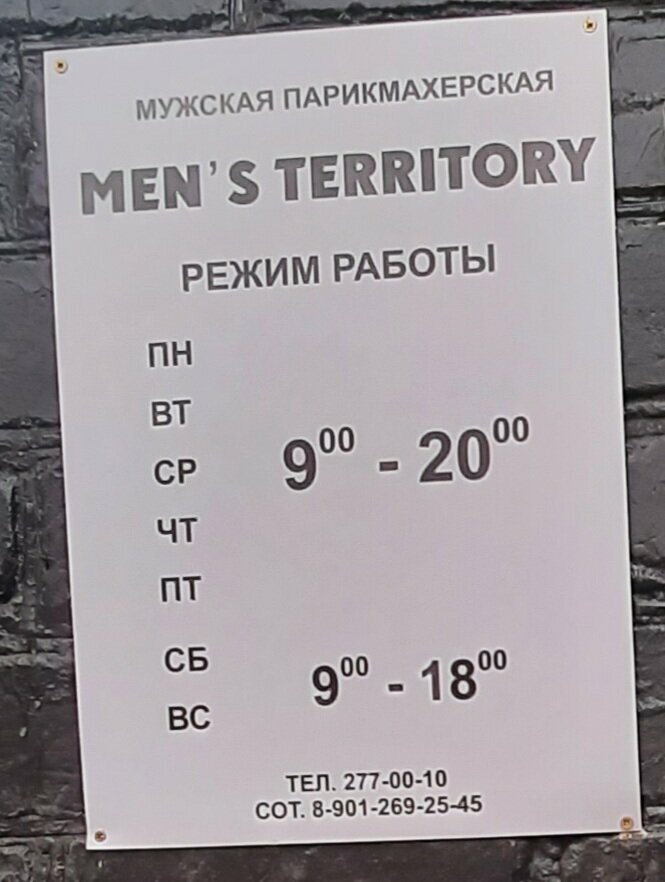 МУЖСКАЯ ПАРИКМАХЕРСКАЯ
MEN'S TERRITORY
РЕЖИМ РАБОТЫ
ПН
ВТ
СР 9⁰⁰ - 20⁰⁰
ЧТ
ПТ
СБ 9⁰⁰ - 18⁰⁰
ВС
ТЕЛ. 277-00-10
СОТ. 8-901-269-25-45